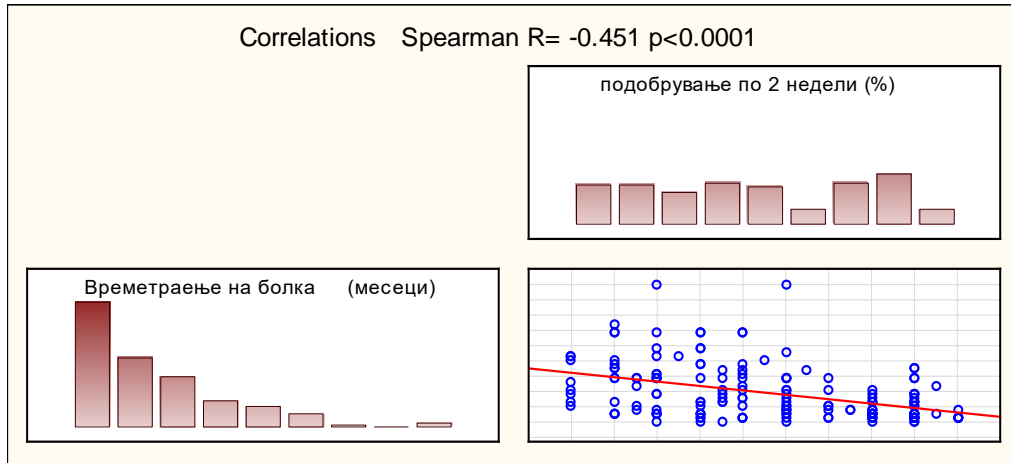 Correlations Spearman R= -0.451 p<0.0001
подобрување по 2 недели (%)
Времетраење на болка (месеци)